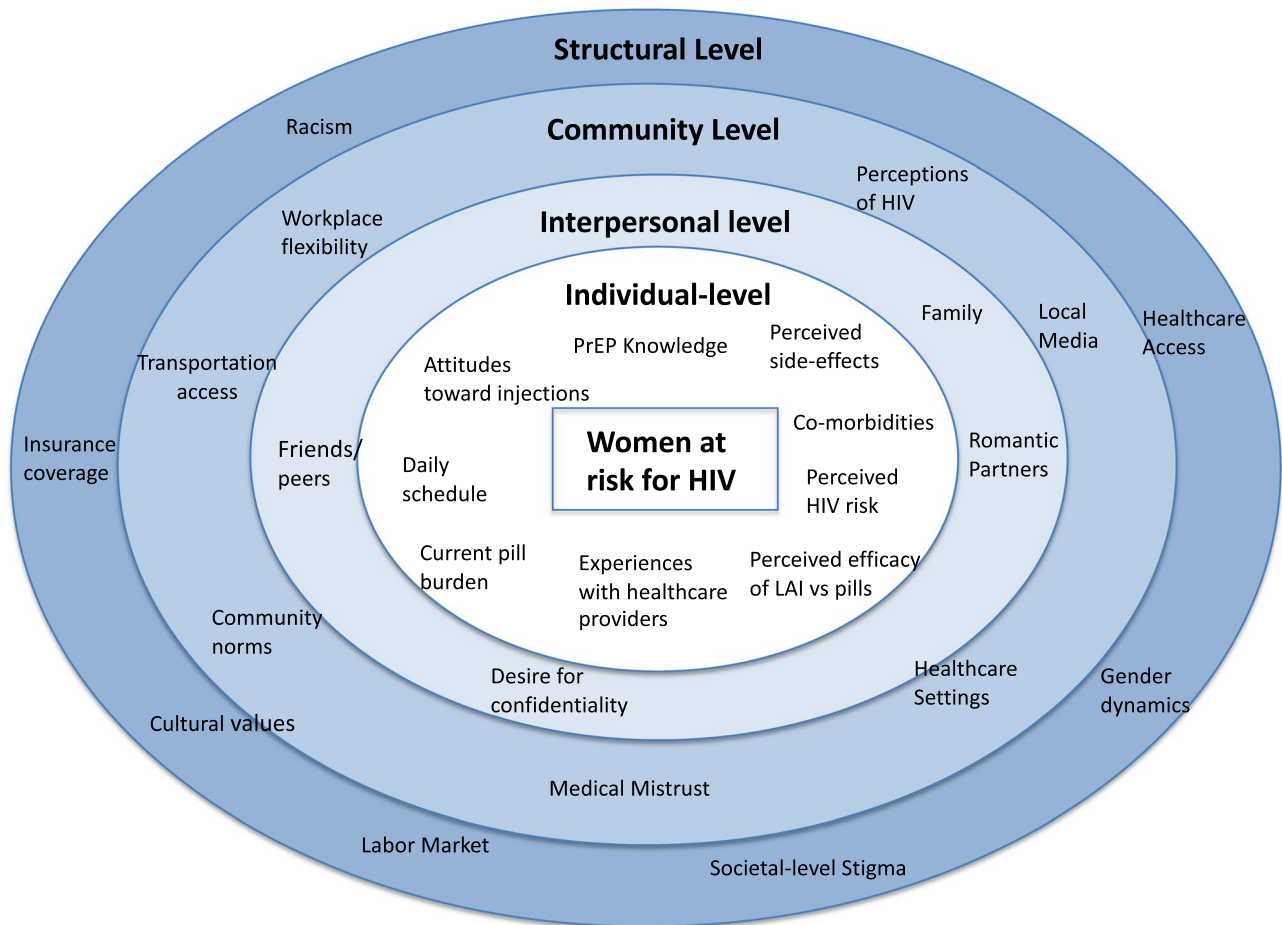 Structural Level
Racism
Community Level
Perceptions
of HIV
Workplace
flexibility
Interpersonal level
Individual-level
Family
Local
Media
Healthcare
Access
PrEP Knowledge
Perceived
side-effects
Attitudes
toward injections
Transportation
access
Co-morbidities
Women at
risk for HIV
Insurance
coverage
Friends/
peers
Daily
schedule
Romantic
Partners
Perceived
HIV risk
Current pill
burden
Experiences
with healthcare
providers
Perceived efficacy
of LAI vs pills
Community
norms
Desire for
confidentiality
Healthcare
Settings
Gender
dynamics
Cultural values
Medical Mistrust
Labor Market
Societal-level Stigma